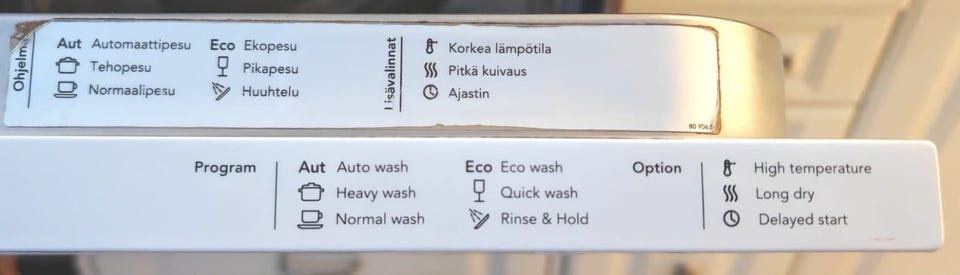 Ohjelma
Aut Automaattipesu Eco Ekopesu
Tehopesu Pikapesu
Normaalipesu Huuhtelu
Lisävalinnat
Korkea lämpötila
Pitkä kuivaus
Ajastin
Program Aut Auto wash Eco Eco wash Option High temperature
Heavy wash Quick wash Long dry
Normal wash Rinse & Hold Delayed start